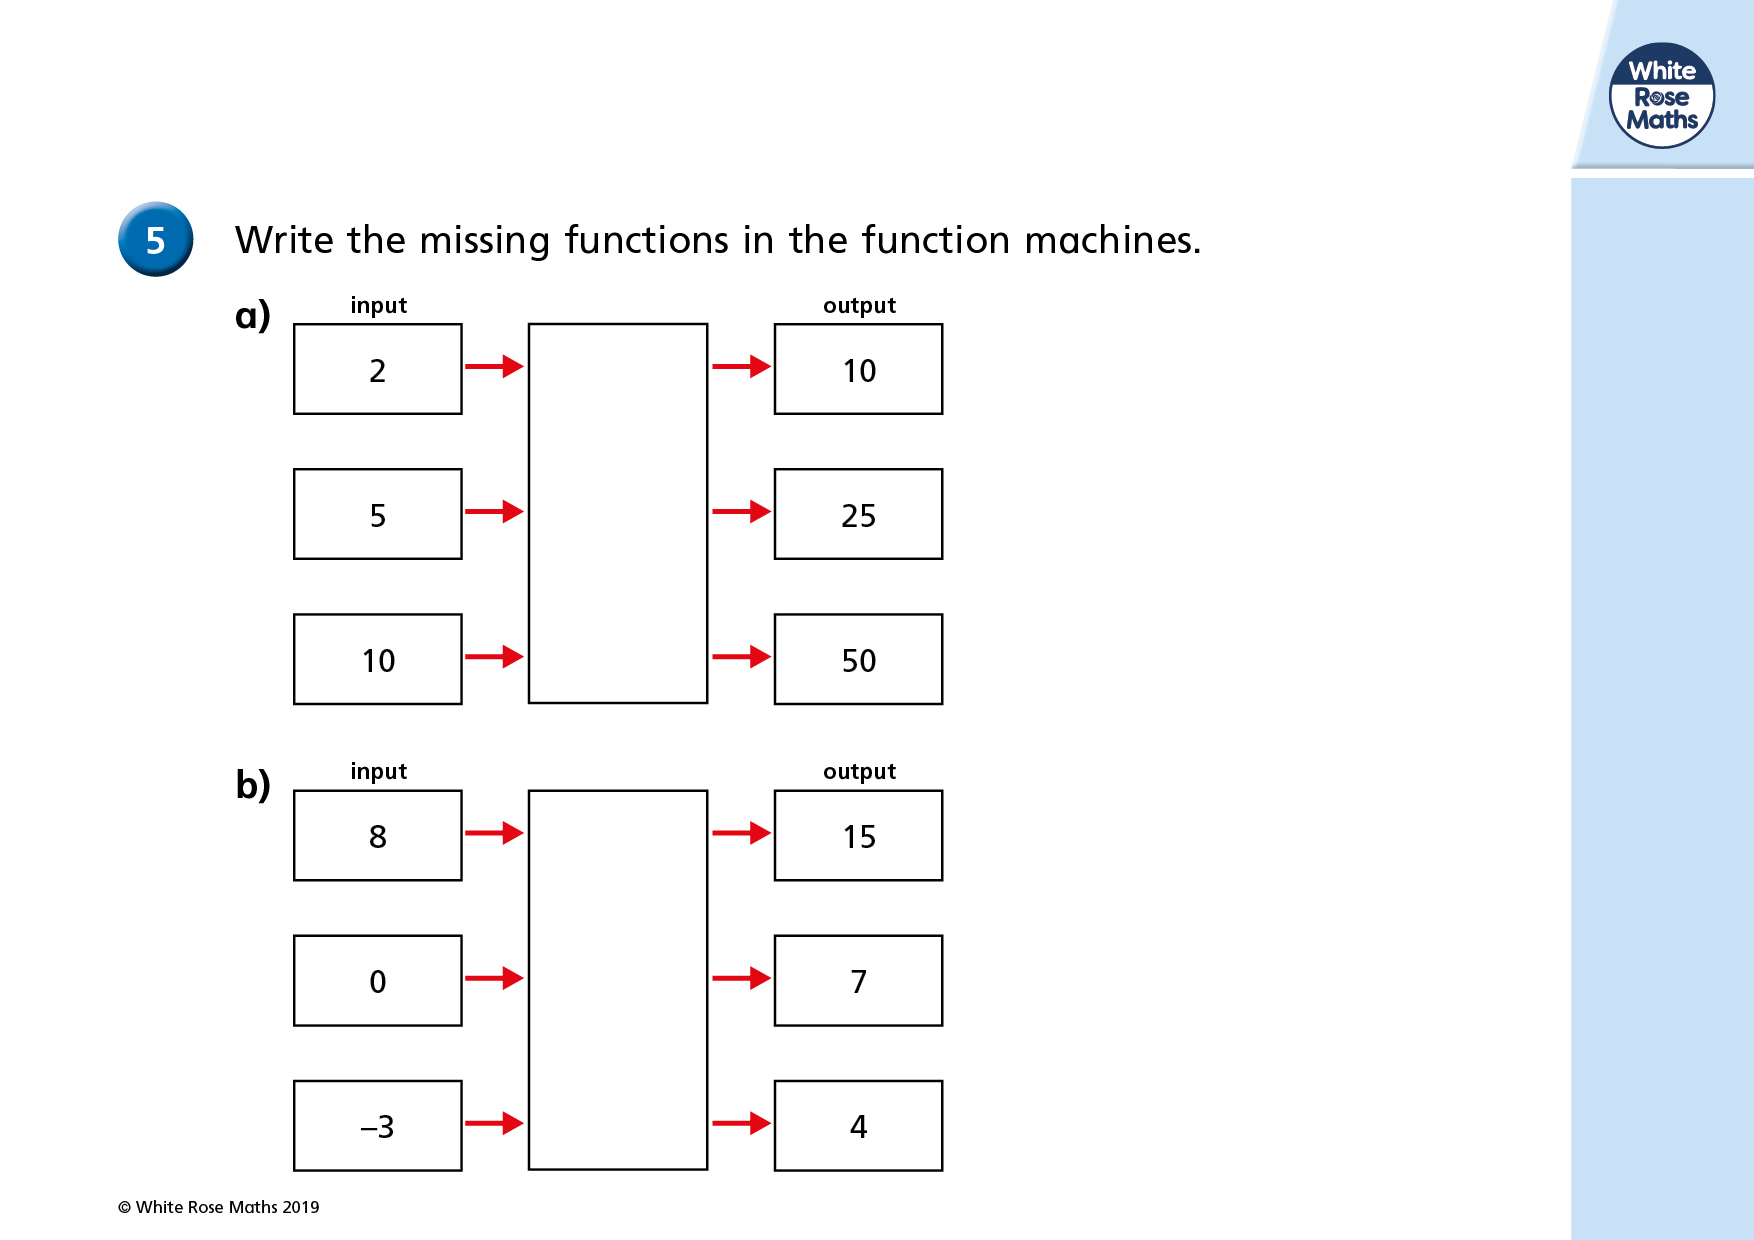 White
Rose
Maths
5 Write the missing functions in the function machines.
a) input output
2 10
5 25
10 50
b) input output
8 15
0 7
–3 4
© White Rose Maths 2019